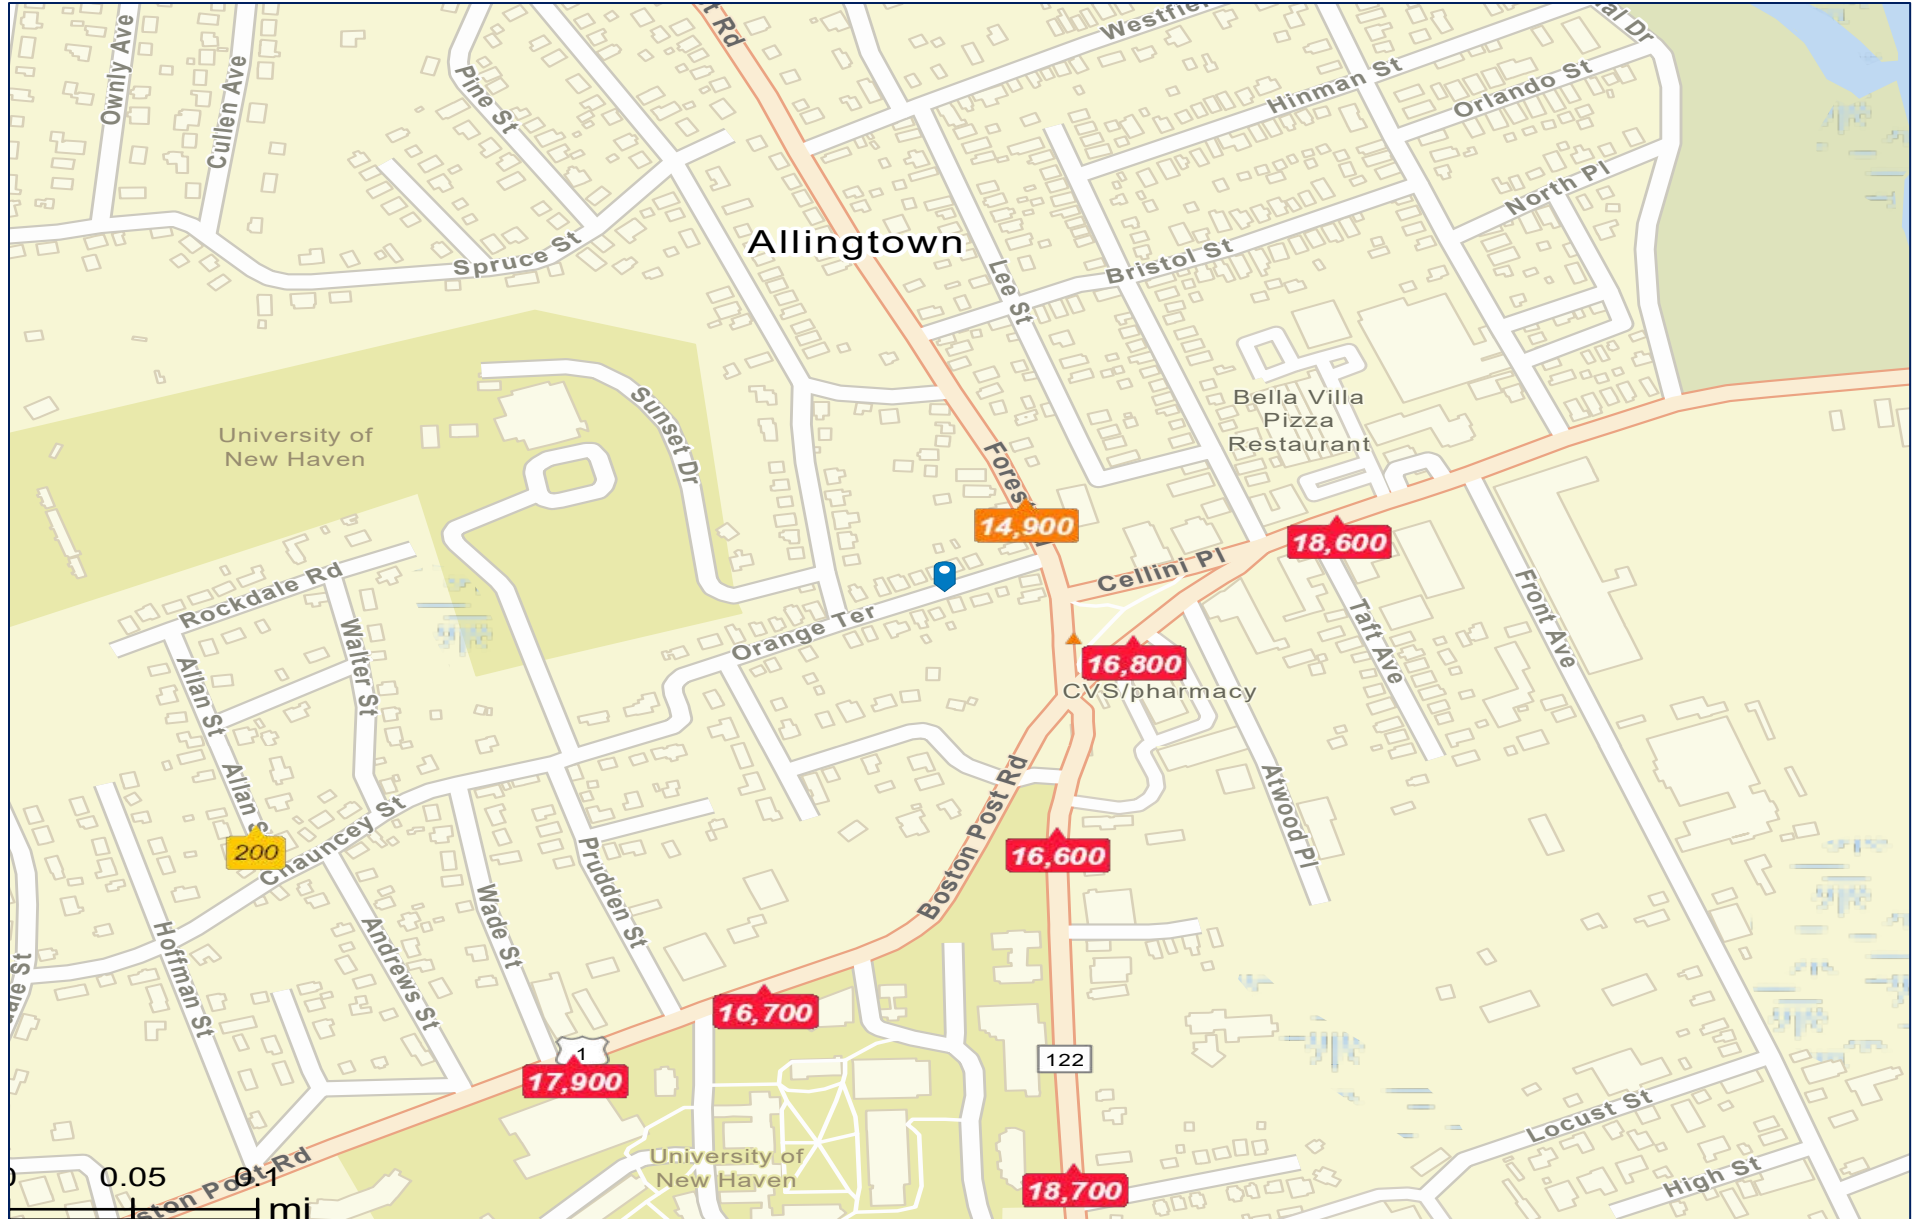 t Rd
Ownly Ave
Cullen Ave
Pine St
Westfie
Hinman St
Orlando St
North Pl
Spruce St
Allingtown
Lee St
Bristol St
Sunset Dr
University of
New Haven
Bella Villa
Pizza
Restaurant
Fores
14,900
18,600
Cellini Pl
Rockdale Rd
Walter St
Orange Ter
Taft Ave
Front Ave
Allan St
16,800
CVS/pharmacy
Allan S
200
Chauncey St
Boston Post Rd
16,600
Atwood Pl
Prudden St
Wade St
Andrews St
Hoffman St
ale St
16,700
1
17,900
122
University of
New Haven
18,700
Locust St
High St
ston Post Rd
0.05
0.1
mi